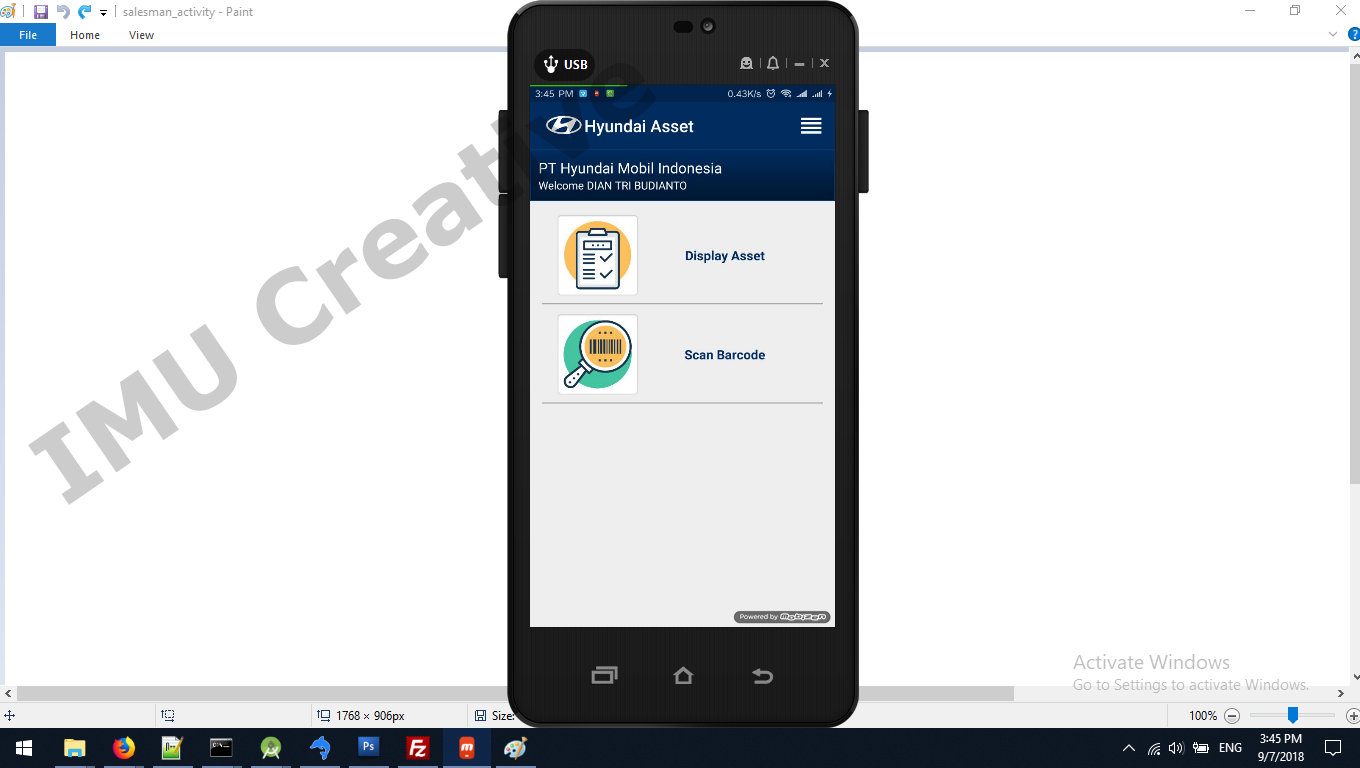 salesman_activity - Paint
File Home View
USB
3:45 PM 0.43K/s
Hyundai Asset
PT Hyundai Mobil Indonesia
Welcome DIAN TRI BUDIANTO
Display Asset
Scan Barcode
Powered by Mobizen
IMU Creative
Activate Windows
Go to Settings to activate Windows.
1768 × 906px Size: 100%
Ps Fz m
ENG 3:45 PM
9/7/2018